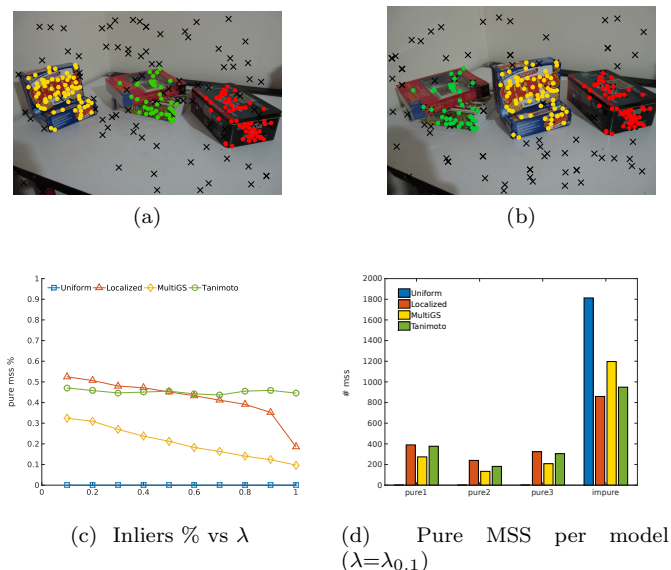 (a)
(b)
1
0.9
0.8
0.7
0.6
0.5
0.4
0.3
0.2
0.1
0
pure mss %
Uniform Localized MultiGS Tanimoto
0 0.2 0.4 0.6 0.8 1
2000
1800
1600
1400
1200
1000
800
600
400
200
0
# mss
Uniform
Localized
MultiGS
Tanimoto
pure1 pure2 pure3 impure
(c) Inliers % vs λ
(d) Pure MSS per model
(λ=λ0.1)